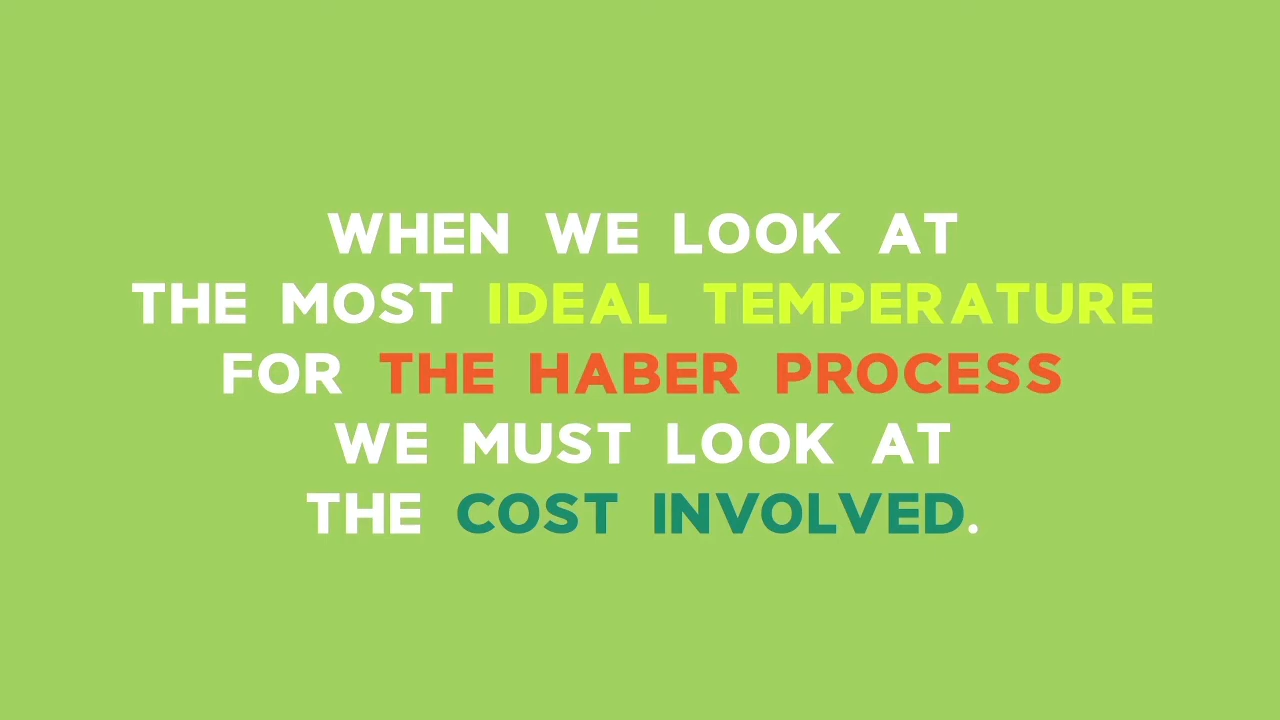 WHEN WE LOOK AT
THE MOST IDEAL TEMPERATURE
FOR THE HABER PROCESS
WE MUST LOOK AT
THE COST INVOLVED.